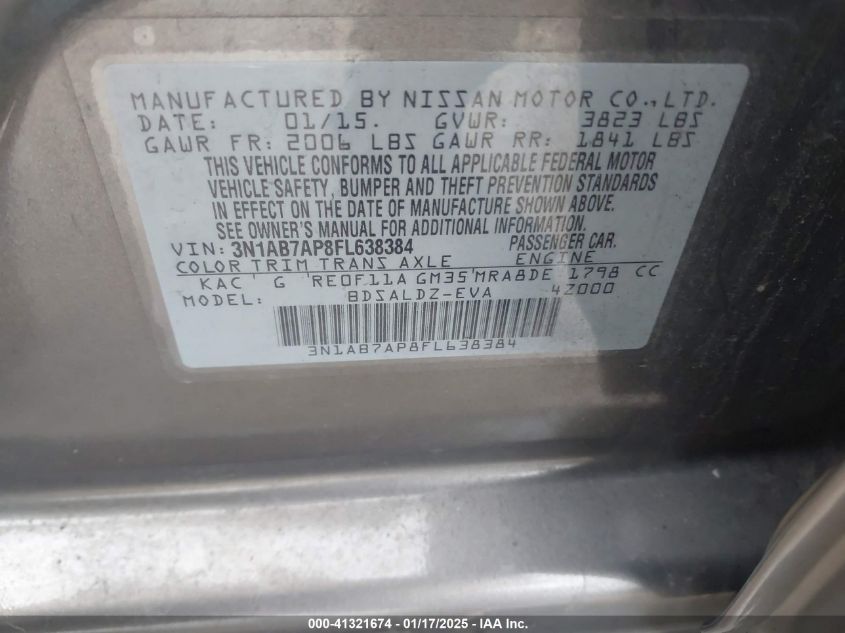 MANUFACTURED BY NISSAN MOTOR CO., LTD.
DATE: 01/15. GVWR: 3823 LBS
GAWR FR: 2006 LBS GAWR RR: 1841 LBS
THIS VEHICLE CONFORMS TO ALL APPLICABLE FEDERAL MOTOR
VEHICLE SAFETY, BUMPER AND THEFT PREVENTION STANDARDS
IN EFFECT ON THE DATE OF MANUFACTURE SHOWN ABOVE.
SEE OWNER'S MANUAL FOR ADDITIONAL INFORMATION.
VIN: 3N1AB7AP8FL638384 PASSENGER CAR.
COLOR TRIM TRANS AXLE ENGINE
KAC G RE0F11A GM35 MRA8DE 1798 CC
MODEL: BDSALDZ-EVA 4Z000
3N1AB7AP8FL638384
000-41321674 - 01/17/2025 - IAA Inc.